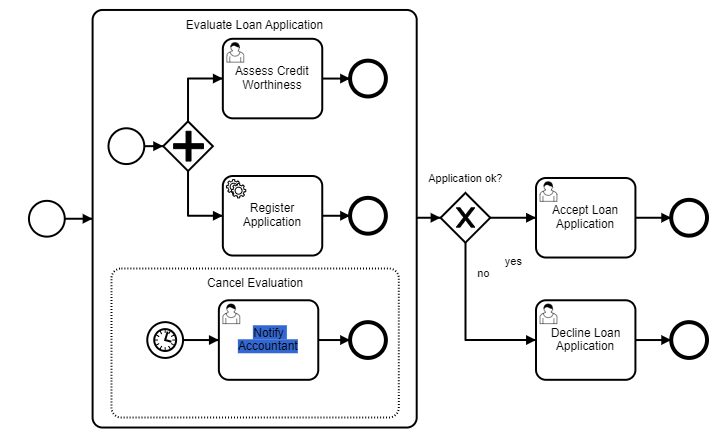 Evaluate Loan Application
Assess Credit
Worthiness
Register
Application
Cancel Evaluation
Notify
Accountant
Application ok?
yes
no
Accept Loan
Application
Decline Loan
Application